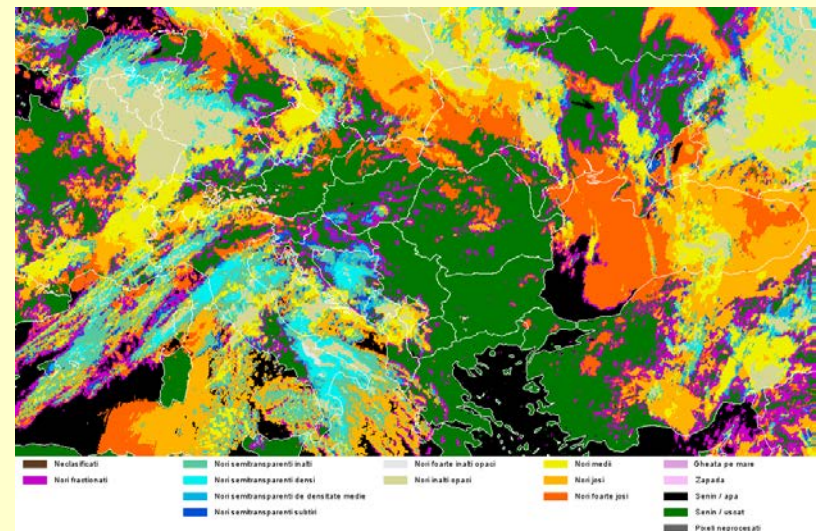 Neclasificati
Nori fractionati
Nori semitransparenti inalti
Nori semitransparenti densi
Nori semitransparenti de densitate medie
Nori semitransparenti subtiri
Nori foarte inalti opaci
Nori inalti opaci
Nori medii
Nori josi
Nori foarte josi
Gheata pe mare
Zapada
Senin / apa
Senin / uscat
Pixeli neprocesati